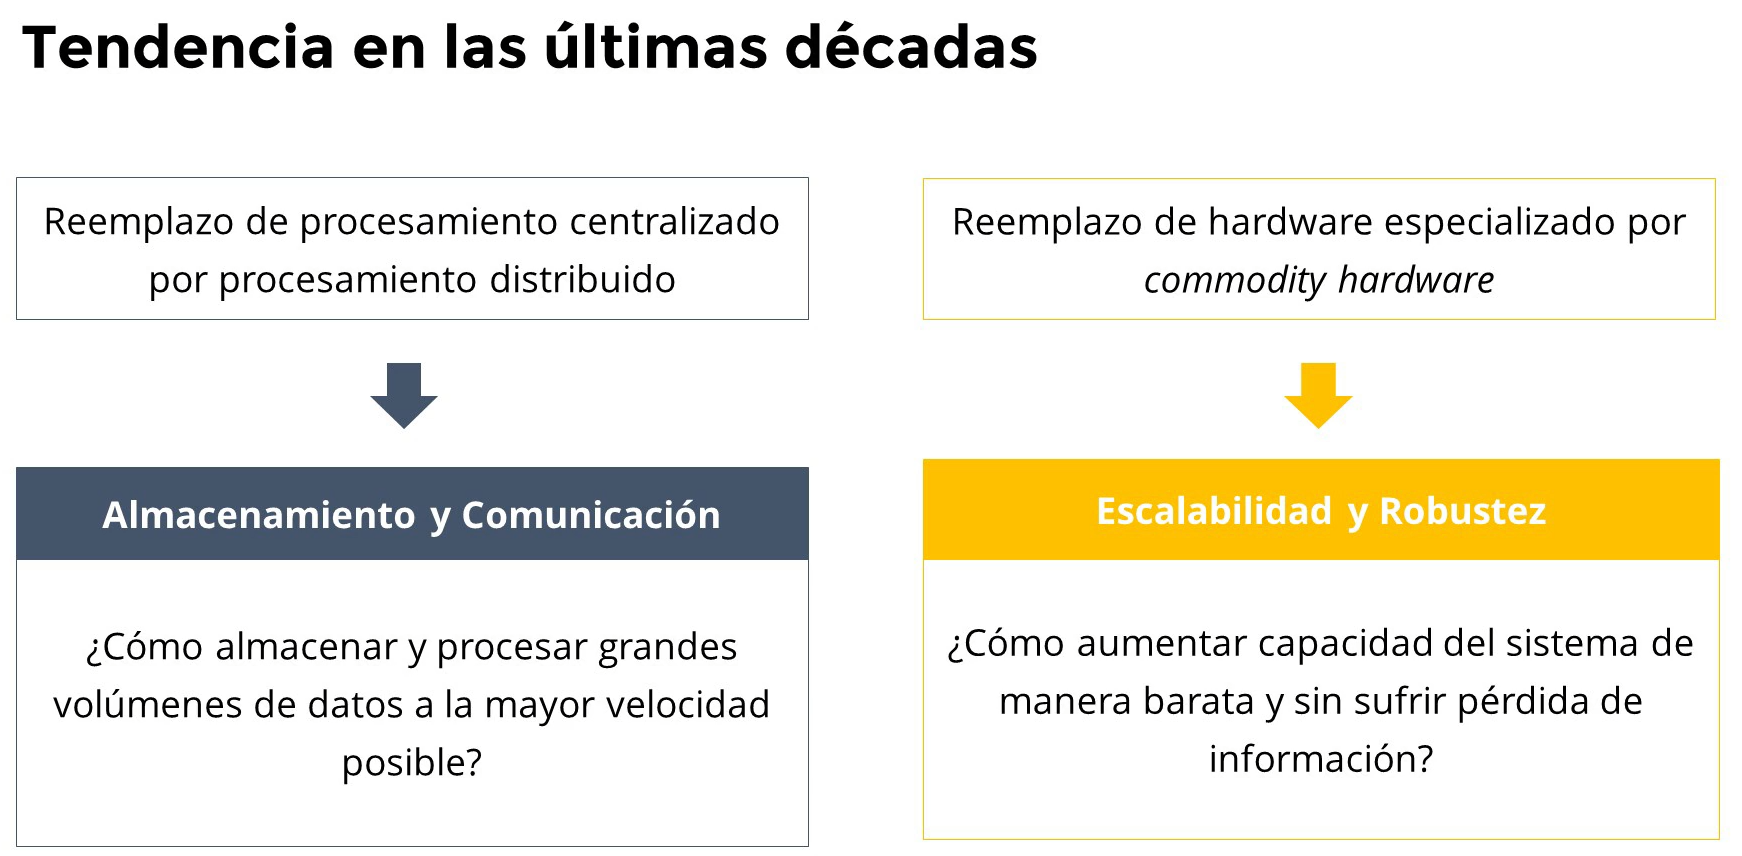 Tendencia en las últimas décadas
Reemplazo de procesamiento centralizado
por procesamiento distribuido
Almacenamiento y Comunicación
¿Cómo almacenar y procesar grandes
volúmenes de datos a la mayor velocidad
posible?
Reemplazo de hardware especializado por
commodity hardware
Escalabilidad y Robustez
¿Cómo aumentar capacidad del sistema de
manera barata y sin sufrir pérdida de
información?